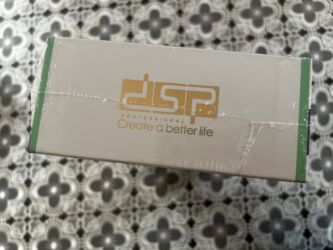 dsp
PROFESSIONAL
Create a better life